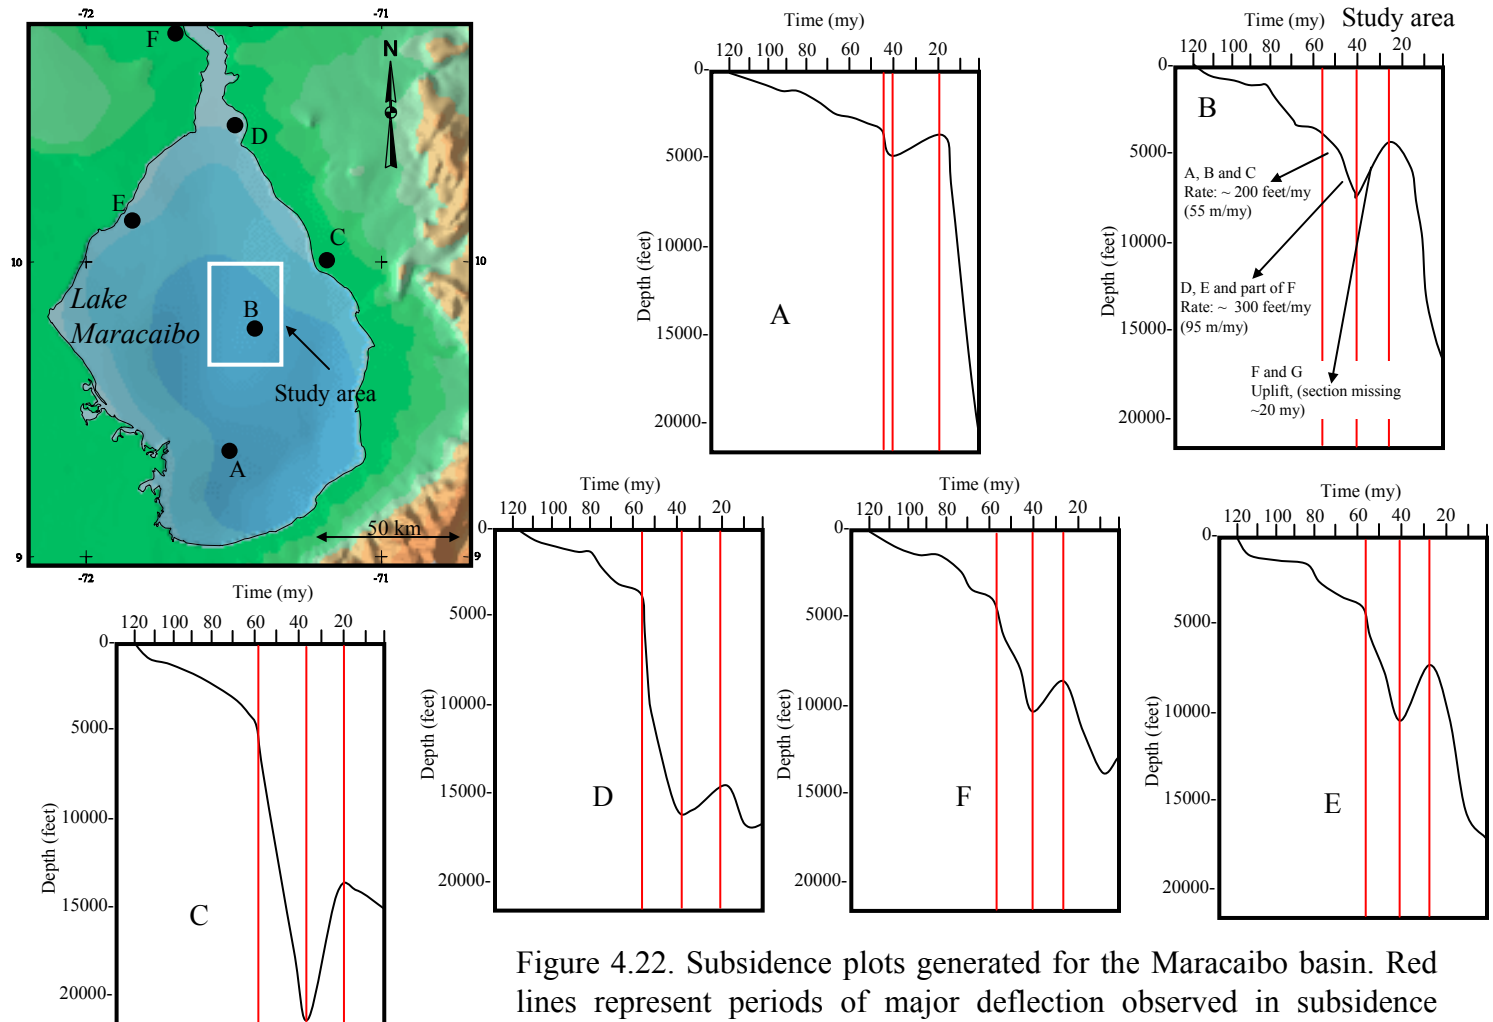 -72
-71
F
N
D
E
C
10
10
Lake
Maracaibo
B
Study area
A
50 km
9
9
-72
-71
Time (my)
120 100 80 60 40 20
0
5000
10000
15000
20000
Depth (feet)
A
Time (my)
Study area
120 100 80 60 40 20
0
5000
10000
15000
20000
Depth (feet)
B
A, B and C
Rate: ~ 200 feet/my
(55 m/my)
D, E and part of F
Rate: ~ 300 feet/my
(95 m/my)
F and G
Uplift, (section missing
~20 my)
Time (my)
120 100 80 60 40 20
0
5000
10000
15000
20000
Depth (feet)
C
Time (my)
120 100 80 60 40 20
0
5000
10000
15000
20000
Depth (feet)
D
Time (my)
120 100 80 60 40 20
0
5000
10000
15000
20000
Depth (feet)
F
Time (my)
120 100 80 60 40 20
0
5000
10000
15000
20000
Depth (feet)
E
Figure 4.22. Subsidence plots generated for the Maracaibo basin. Red
lines represent periods of major deflection observed in subsidence